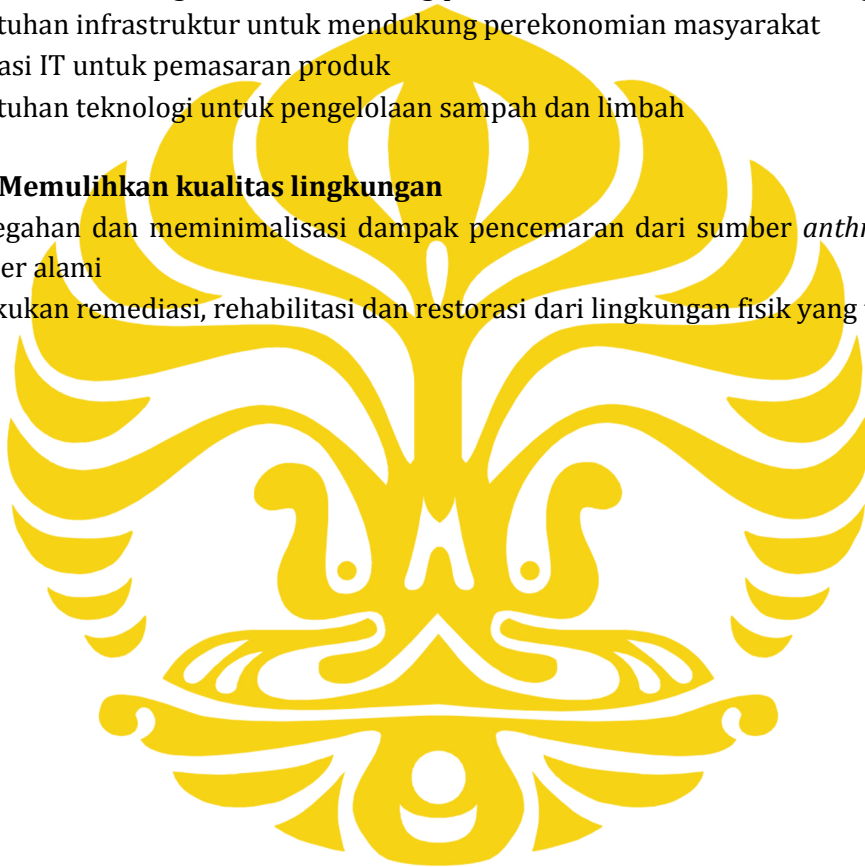 tuhan infrastruktur untuk mendukung perekonomian masyarakat
asi IT untuk pemasaran produk
tuhan teknologi untuk pengelolaan sampah dan limbah
Memulihkan kualitas lingkungan
egahan dan meminimalisasi dampak pencemaran dari sumber anthr
er alami
kukan remediasi, rehabilitasi dan restorasi dari lingkungan fisik yang